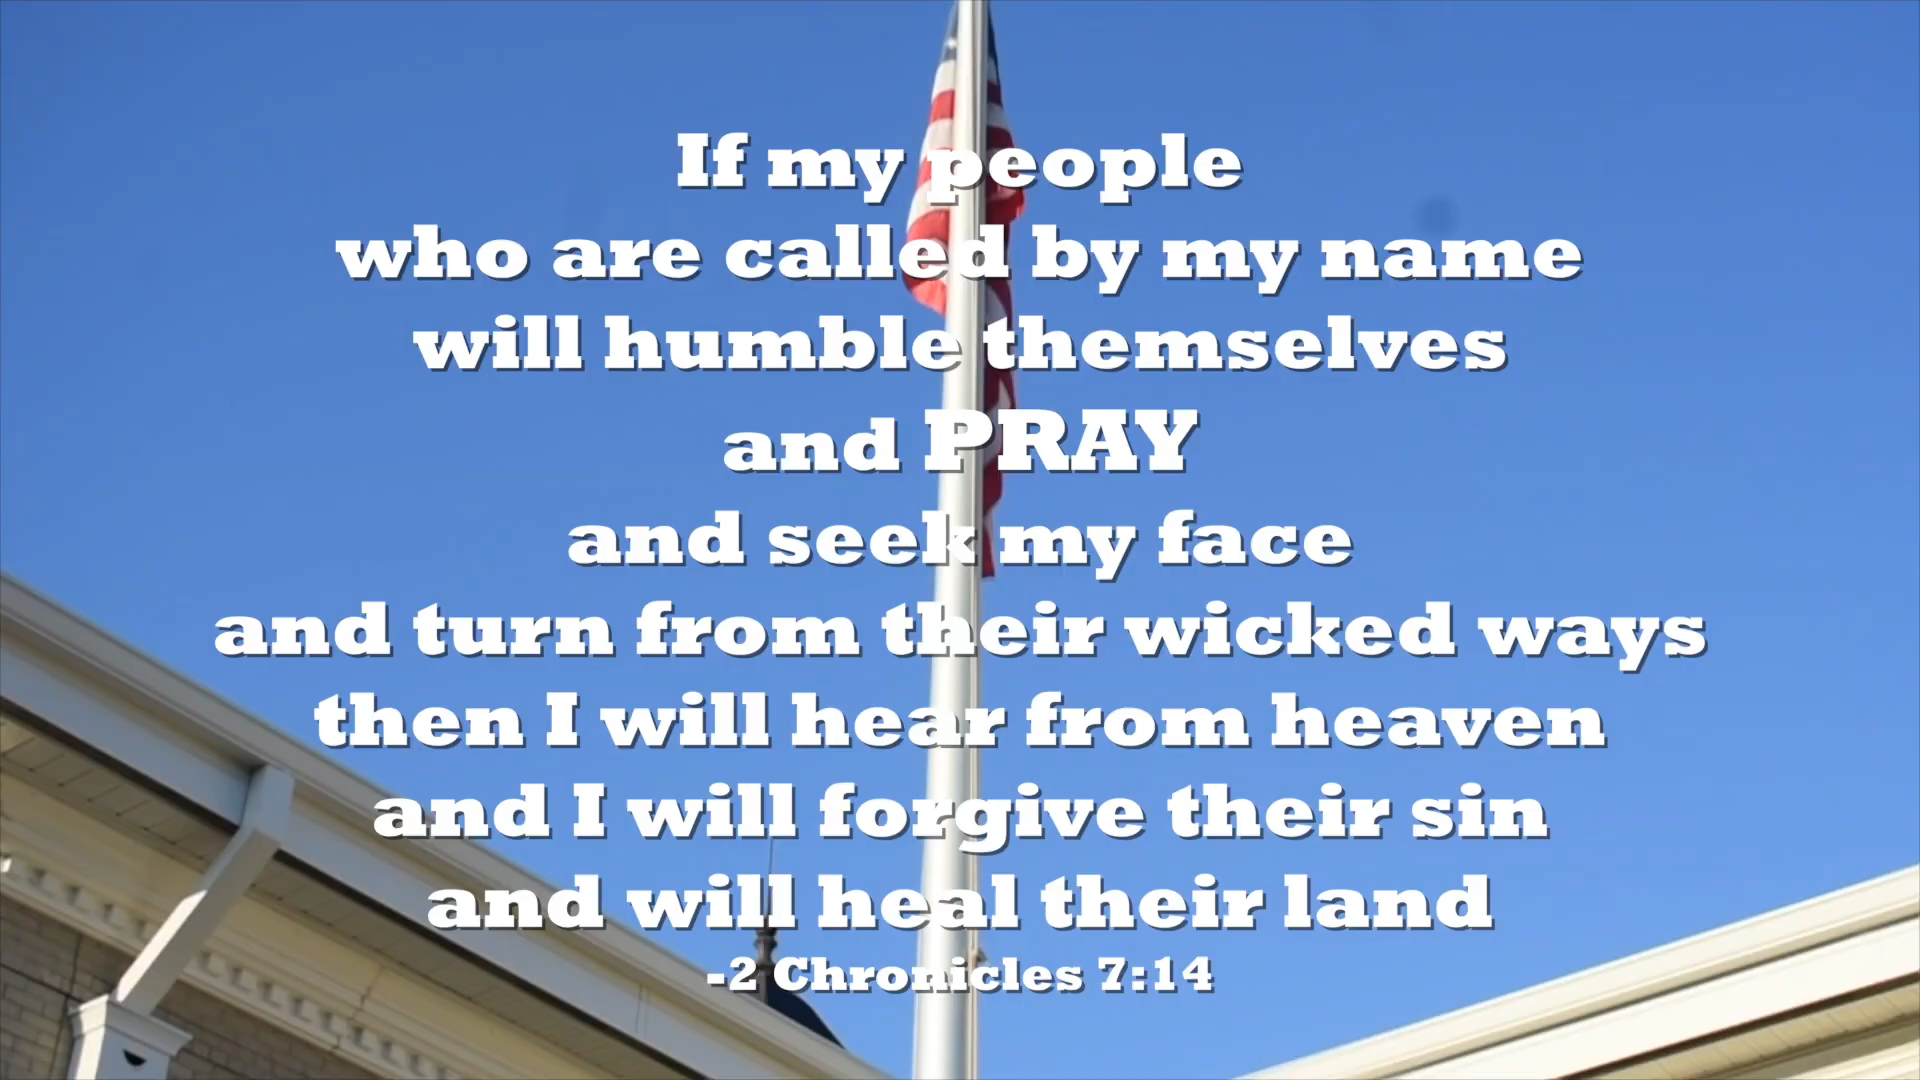 If my people
who are called by my name
will humble themselves
and PRAY
and seek my face
and turn from their wicked ways
then I will hear from heaven
and I will forgive their sin
and will heal their land
-2 Chronicles 7:14